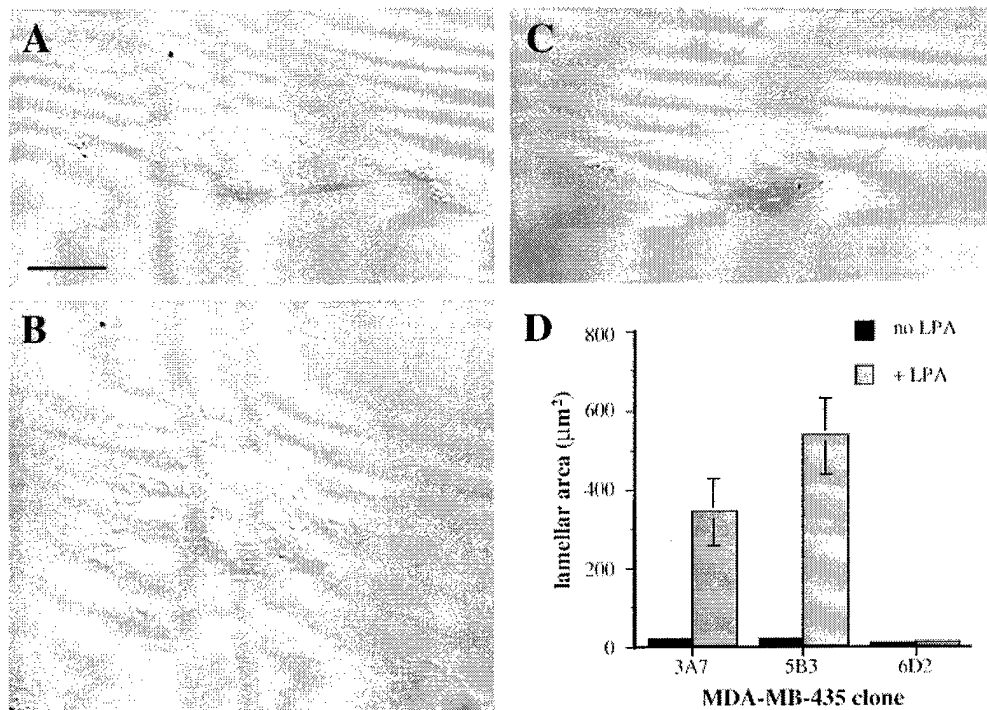 A
C
B
D
800
600
400
200
0
lamellar area (µm²)
no LPA
+ LPA
3A7 5B3 6D2
MDA-MB-435 clone